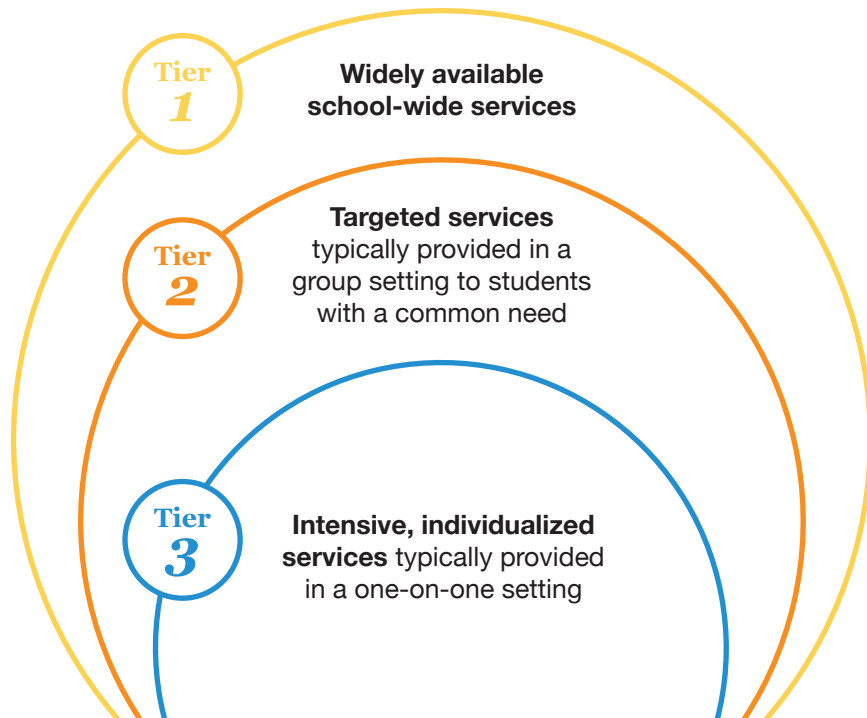 Tier
1
Widely available
school-wide services
Tier
2
Targeted services
typically provided in a
group setting to students
with a common need
Tier
3
Intensive, individualized
services typically provided
in a one-on-one setting